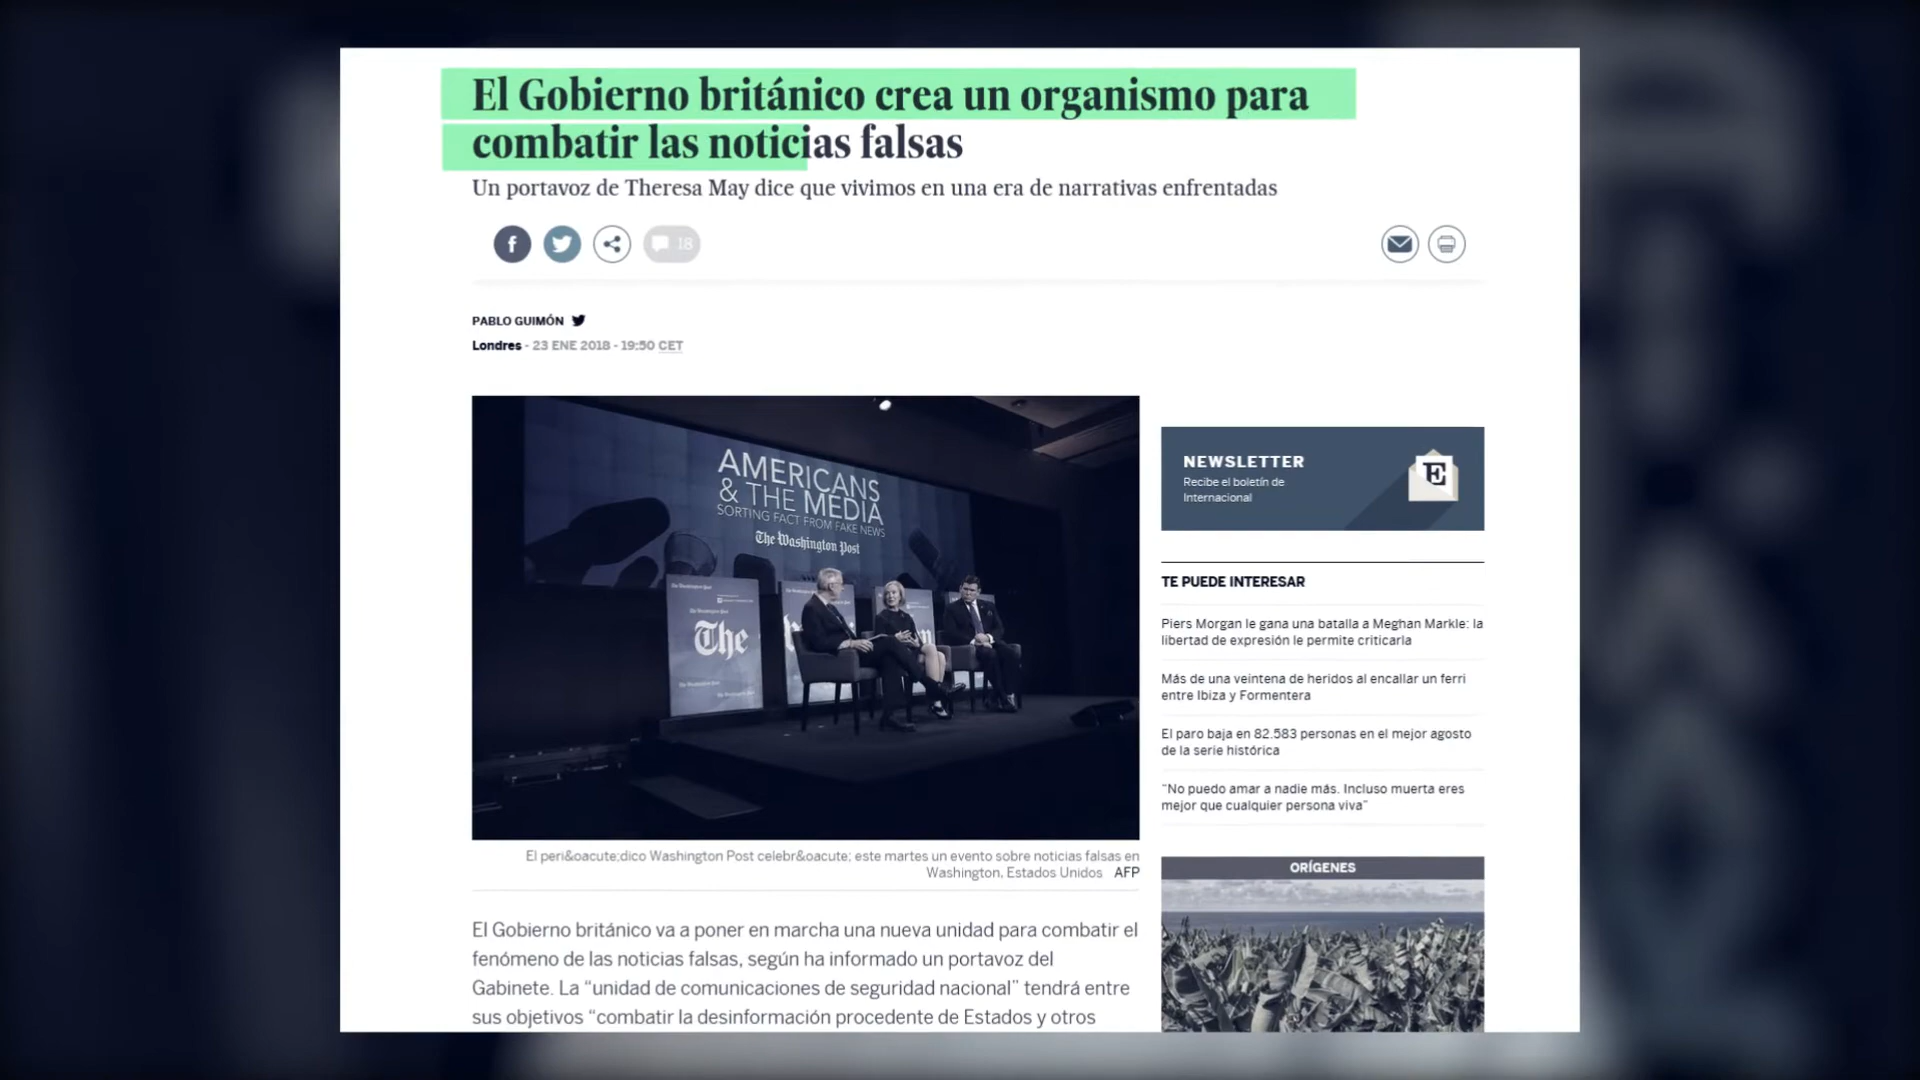 El Gobierno británico crea un organismo para
combatir las noticias falsas
Un portavoz de Theresa May dice que vivimos en una era de narrativas enfrentadas
f
18
PABLO GUIMÓN
Londres - 23 ENE 2018 - 19:50 CET
AMERICANS
& THE MEDIA
SORTING FACT FROM FAKE NEWS
The Washington Post
The
El peri&oacute;dico Washington Post celebr&oacute; este martes un evento sobre noticias falsas en
Washington, Estados Unidos AFP
El Gobierno británico va a poner en marcha una nueva unidad para combatir el
fenómeno de las noticias falsas, según ha informado un portavoz del
Gabinete. La “unidad de comunicaciones de seguridad nacional” tendrá entre
sus objetivos “combatir la desinformación procedente de Estados y otros
NEWSLETTER
Recibe el boletín de
Internacional
E
TE PUEDE INTERESAR
Piers Morgan le gana una batalla a Meghan Markle: la
libertad de expresión le permite criticarla
Más de una veintena de heridos al encallar un ferri
entre Ibiza y Formentera
El paro baja en 82.583 personas en el mejor agosto
de la serie histórica
“No puedo amar a nadie más. Incluso muerta eres
mejor que cualquier persona viva”
ORÍGENES